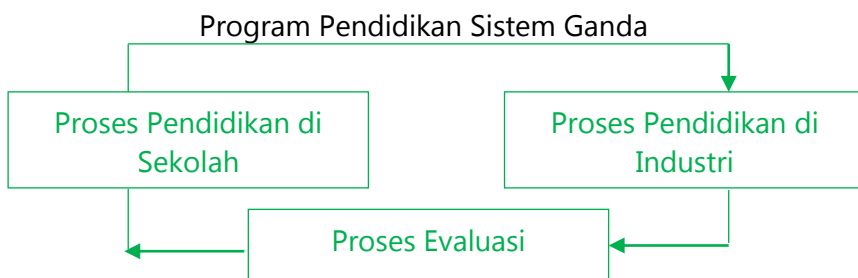 Program Pendidikan Sistem Ganda
Proses Pendidikan di
Sekolah
Proses Pendidikan di
Industri
Proses Evaluasi